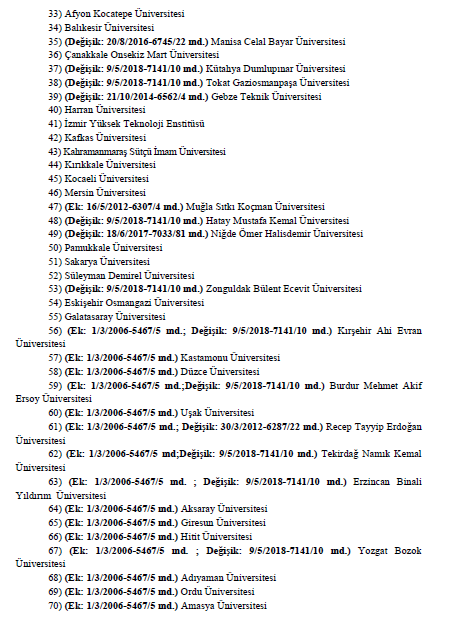 33) Afyon Kocatepe Üniversitesi
34) Balıkesir Üniversitesi
35) (Değişik: 20/8/2016-6745/22 md.) Manisa Celal Bayar Üniversitesi
36) Çanakkale Onsekiz Mart Üniversitesi
37) (Değişik: 9/5/2018-7141/10 md.) Kütahya Dumlupınar Üniversitesi
38) (Değişik: 9/5/2018-7141/10 md.) Tokat Gaziosmanpaşa Üniversitesi
39) (Değişik: 21/10/2014-6562/4 md.) Gebze Teknik Üniversitesi
40) Harran Üniversitesi
41) İzmir Yüksek Teknoloji Enstitüsü
42) Kafkas Üniversitesi
43) Kahramanmaraş Sütçü İmam Üniversitesi
44) Kırıkkale Üniversitesi
45) Kocaeli Üniversitesi
46) Mersin Üniversitesi
47) (Ek: 16/5/2012-6307/4 md.) Muğla Sıtkı Koçman Üniversitesi
48) (Değişik: 9/5/2018-7141/10 md.) Hatay Mustafa Kemal Üniversitesi
49) (Değişik: 18/6/2017-7033/81 md.) Niğde Ömer Halisdemir Üniversitesi
50) Pamukkale Üniversitesi
51) Sakarya Üniversitesi
52) Süleyman Demirel Üniversitesi
53) (Değişik: 9/5/2018-7141/10 md.) Zonguldak Bülent Ecevit Üniversitesi
54) Eskişehir Osmangazi Üniversitesi
55) Galatasaray Üniversitesi
56) (Ek: 1/3/2006-5467/5 md.; Değişik: 9/5/2018-7141/10 md.) Kırşehir Ahi Evran
Üniversitesi
57) (Ek: 1/3/2006-5467/5 md.) Kastamonu Üniversitesi
58) (Ek: 1/3/2006-5467/5 md.) Düzce Üniversitesi
59) (Ek: 1/3/2006-5467/5 md.;Değişik: 9/5/2018-7141/10 md.) Burdur Mehmet Akif
Ersoy Üniversitesi
60) (Ek: 1/3/2006-5467/5 md.) Uşak Üniversitesi
61) (Ek: 1/3/2006-5467/5 md.; Değişik: 30/3/2012-6287/22 md.) Recep Tayyip Erdoğan
Üniversitesi
62) (Ek: 1/3/2006-5467/5 md;Değişik: 9/5/2018-7141/10 md.) Tekirdağ Namık Kemal
Üniversitesi
63) (Ek: 1/3/2006-5467/5 md. ; Değişik: 9/5/2018-7141/10 md.) Erzincan Binali
Yıldırım Üniversitesi
64) (Ek: 1/3/2006-5467/5 md.) Aksaray Üniversitesi
65) (Ek: 1/3/2006-5467/5 md.) Giresun Üniversitesi
66) (Ek: 1/3/2006-5467/5 md.) Hitit Üniversitesi
67) (Ek: 1/3/2006-5467/5 md. ; Değişik: 9/5/2018-7141/10 md.) Yozgat Bozok
Üniversitesi
68) (Ek: 1/3/2006-5467/5 md.) Adıyaman Üniversitesi
69) (Ek: 1/3/2006-5467/5 md.) Ordu Üniversitesi
70) (Ek: 1/3/2006-5467/5 md.) Amasya Üniversitesi